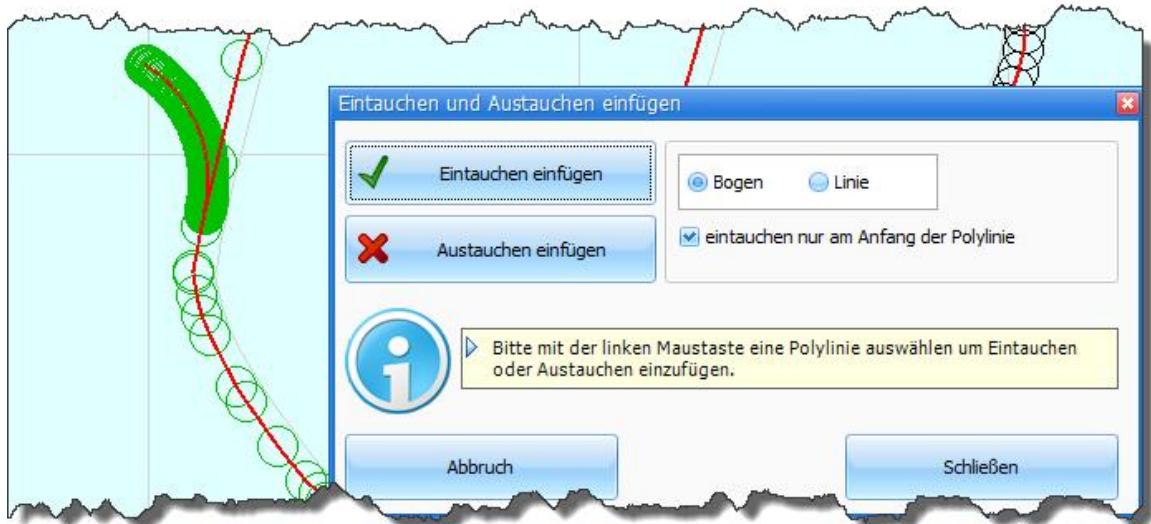 Eintauchen und Austauchen einfügen
Eintauchen einfügen
Bogen
Linie
Austauchen einfügen
eintauchen nur am Anfang der Polylinie
Bitte mit der linken Maustaste eine Polylinie auswählen um Eintauchen
oder Austauchen einzufügen.
Abbruch
Schließen